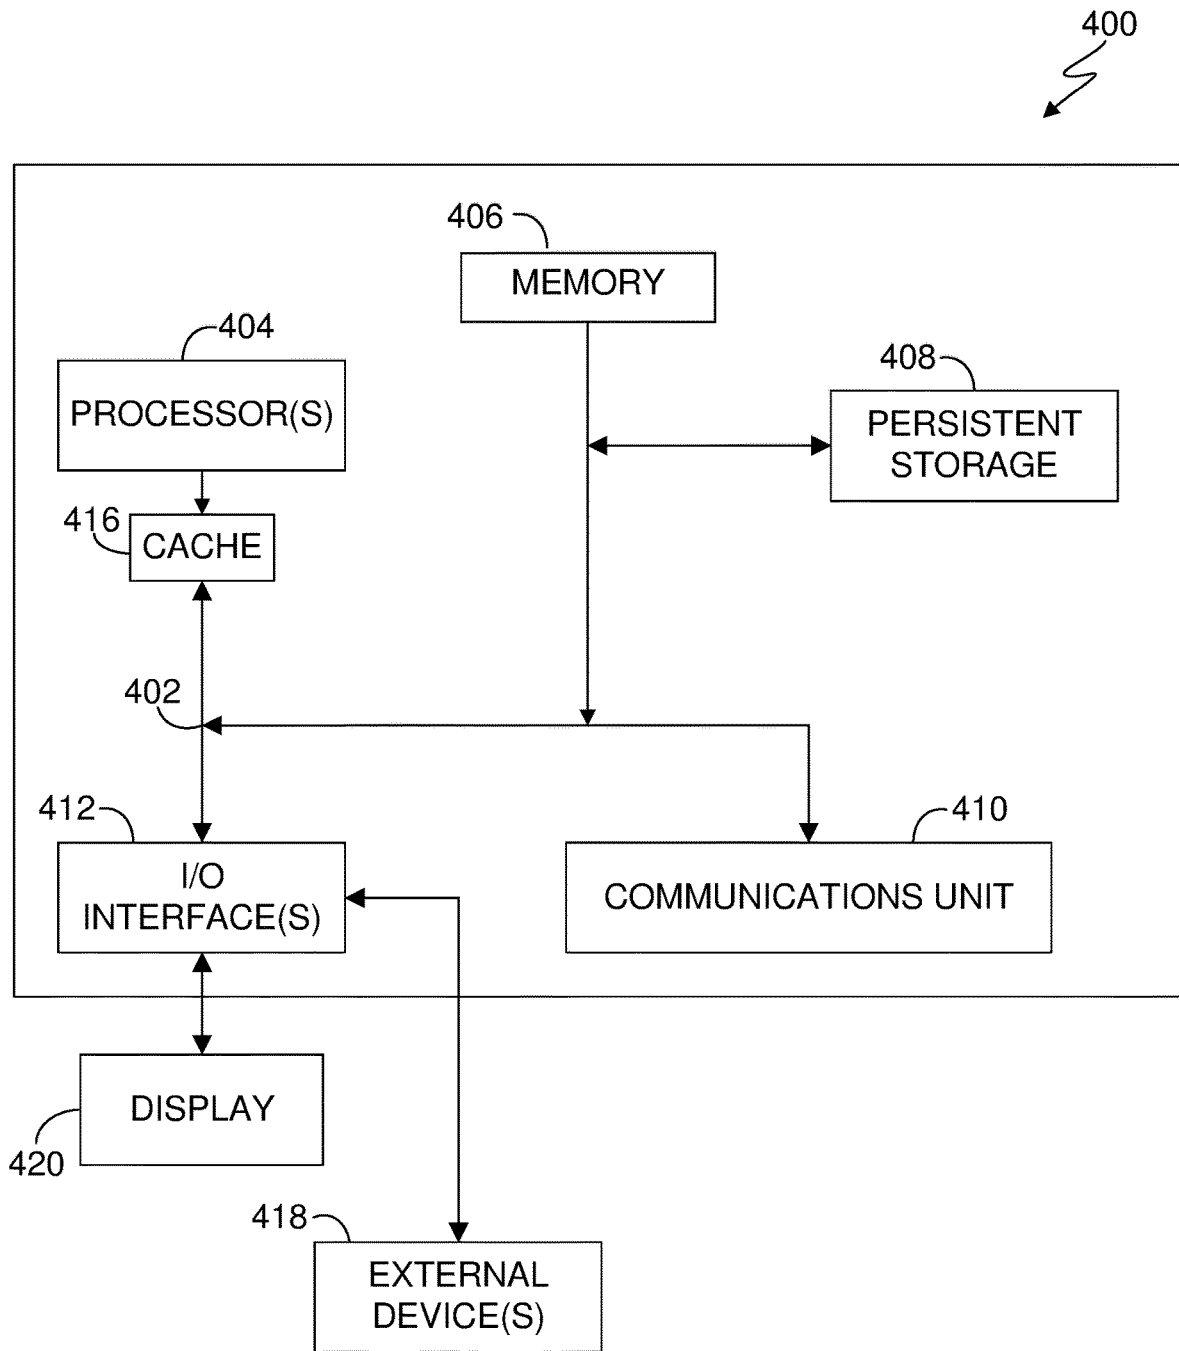 400
406
MEMORY
404
PROCESSOR(S)
408
PERSISTENT
STORAGE
416
CACHE
402
412
I/O
INTERFACE(S)
410
COMMUNICATIONS UNIT
DISPLAY
420
418
EXTERNAL
DEVICE(S)